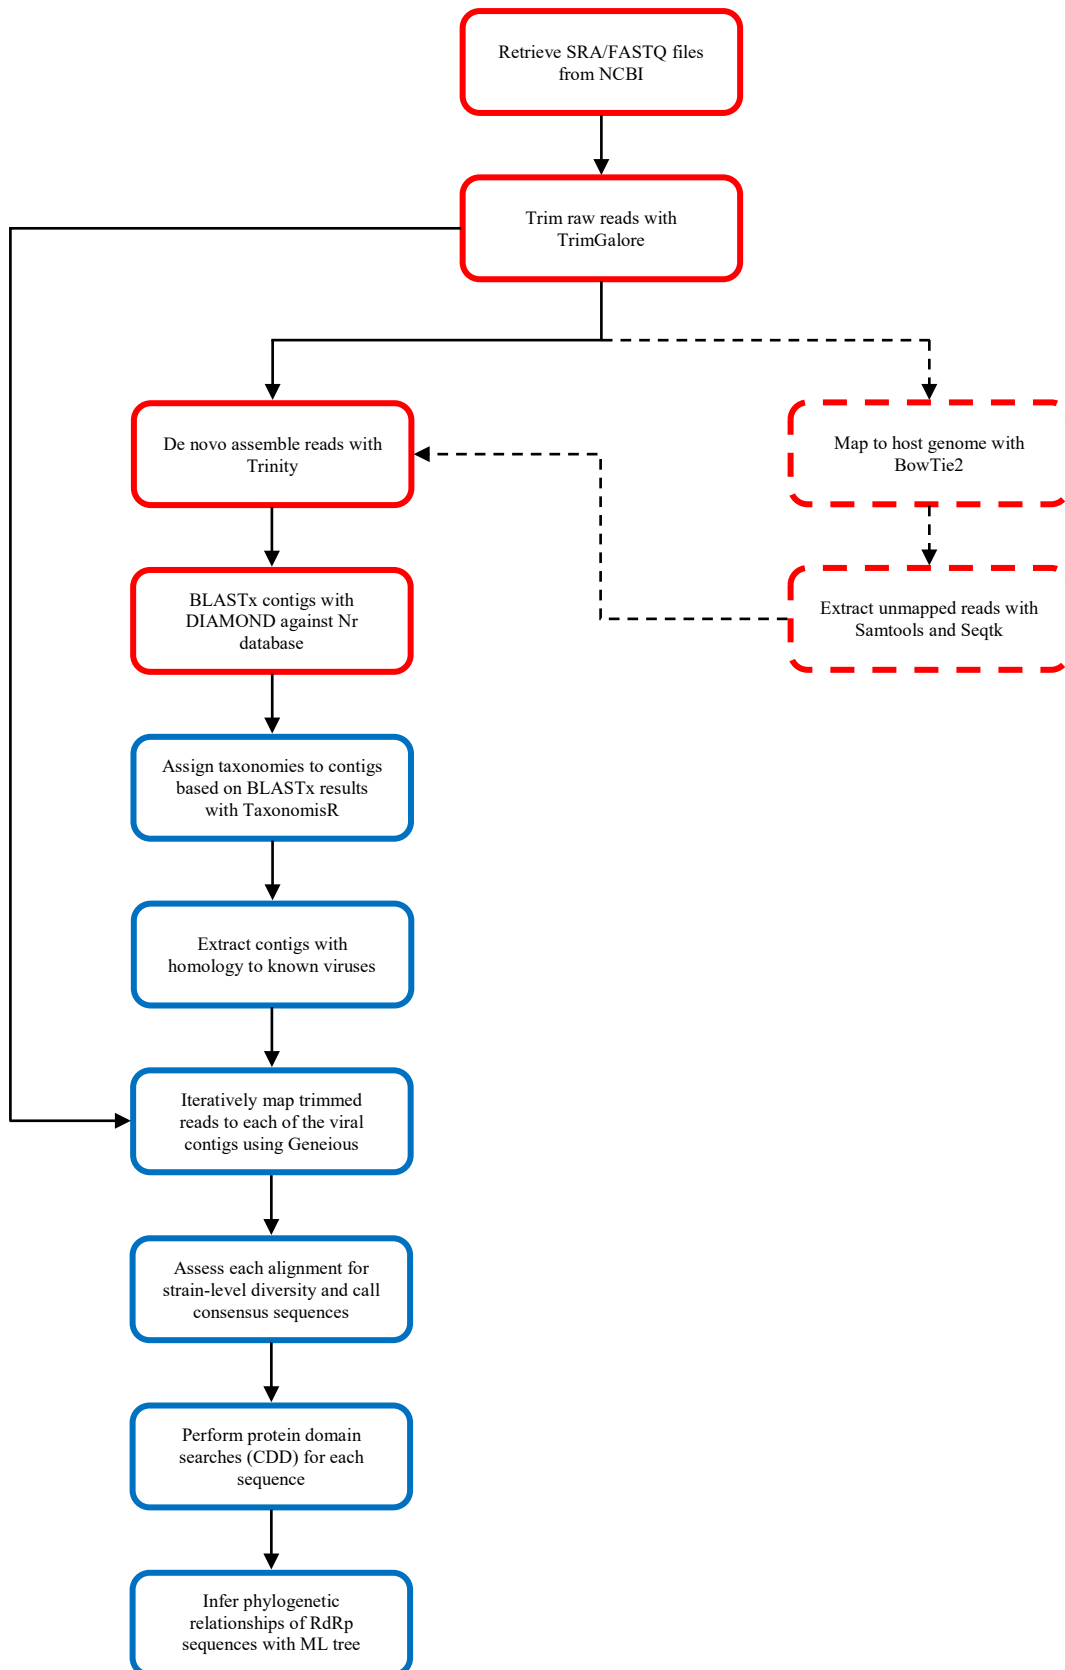 Retrieve SRA/FASTQ files
from NCBI
Trim raw reads with
TrimGalore
De novo assemble reads with
Trinity
Map to host genome with
BowTie2
BLASTx contigs with
DIAMOND against Nr
database
Extract unmapped reads with
Samtools and Seqtk
Assign taxonomies to contigs
based on BLASTx results
with TaxonomisR
Extract contigs with
homology to known viruses
Iteratively map trimmed
reads to each of the viral
contigs using Geneious
Assess each alignment for
strain-level diversity and call
consensus sequences
Perform protein domain
searches (CDD) for each
sequence
Infer phylogenetic
relationships of RdRp
sequences with ML tree